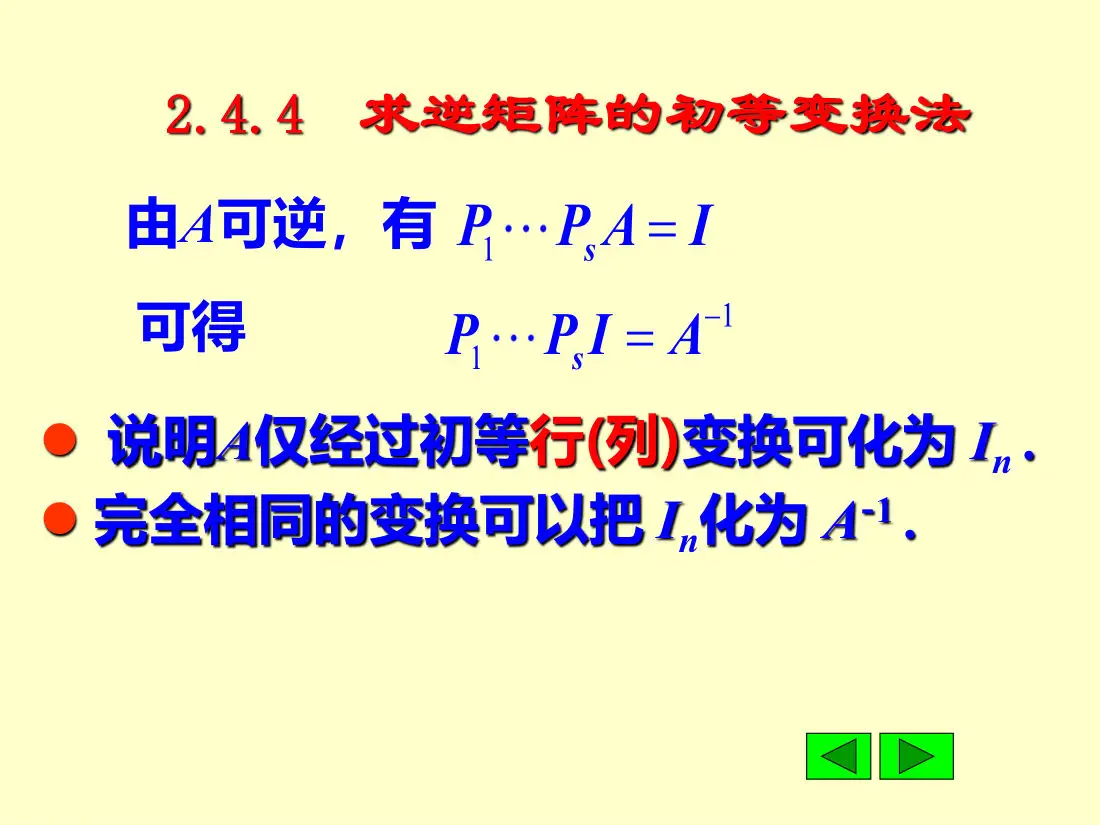 2.4.4 求逆矩阵的初等变换法
由A可逆，有 P₁⋯PₛA = I
可得 P₁⋯PₛI = A⁻¹
● 说明A仅经过初等行(列)变换可化为 Iₙ .
● 完全相同的变换可以把 Iₙ化为 A⁻¹ .